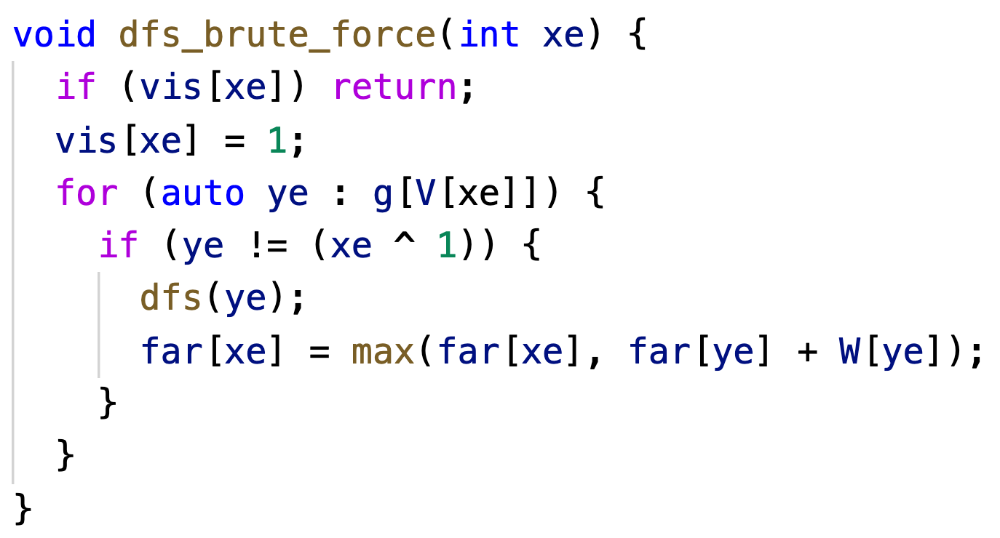 void dfs_brute_force(int xe) {
if (vis[xe]) return;
vis[xe] = 1;
for (auto ye : g[V[xe]]) {
if (ye != (xe ^ 1)) {
dfs(ye);
far[xe] = max(far[xe], far[ye] + W[ye]);
}
}
}